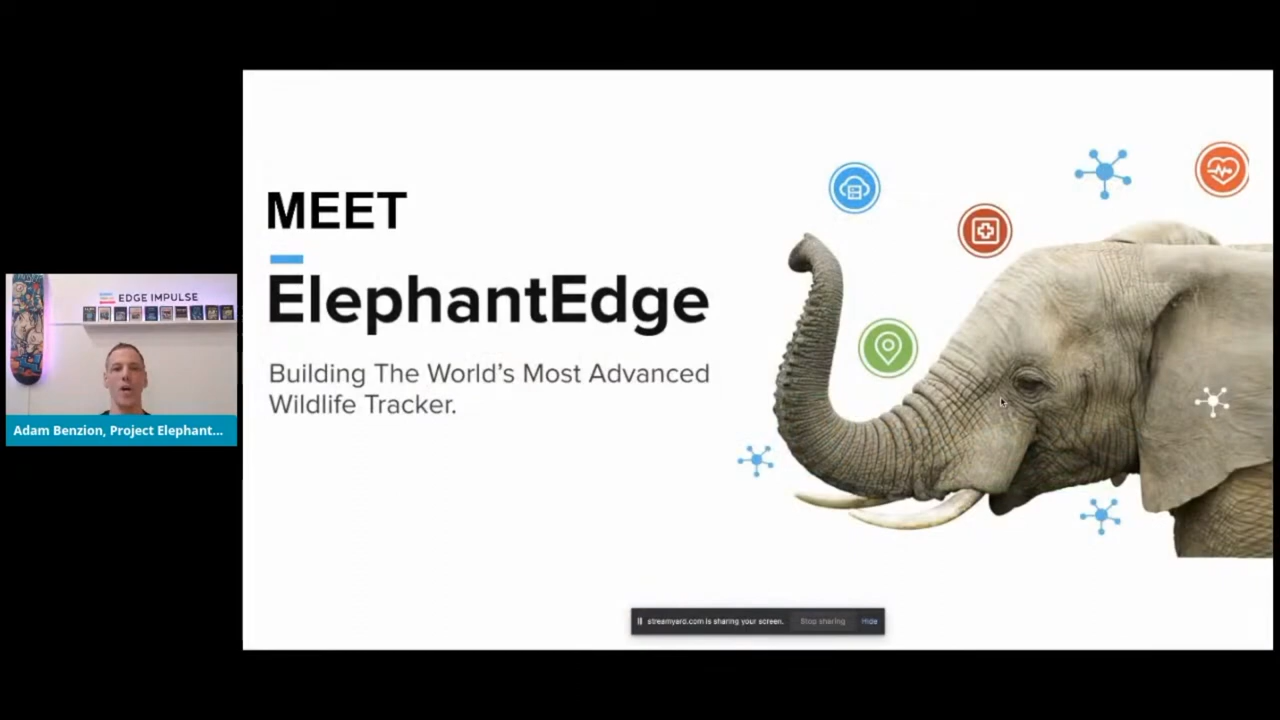 MEET
ElephantEdge
Building The World's Most Advanced
Wildlife Tracker.
EDGE IMPULSE
Adam Benzion, Project Elephant...
streamyard.com is sharing your screen.
Stop sharing
Hide